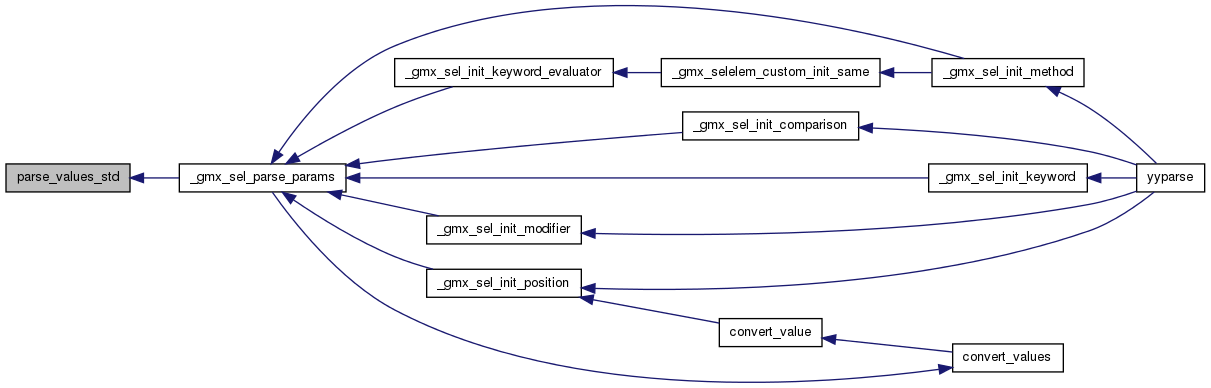 _gmx_sel_init_keyword_evaluator
_gmx_selelem_custom_init_same
_gmx_sel_init_method
_gmx_sel_init_comparison
parse_values_std
_gmx_sel_parse_params
_gmx_sel_init_keyword
yyparse
_gmx_sel_init_modifier
_gmx_sel_init_position
convert_value
convert_values